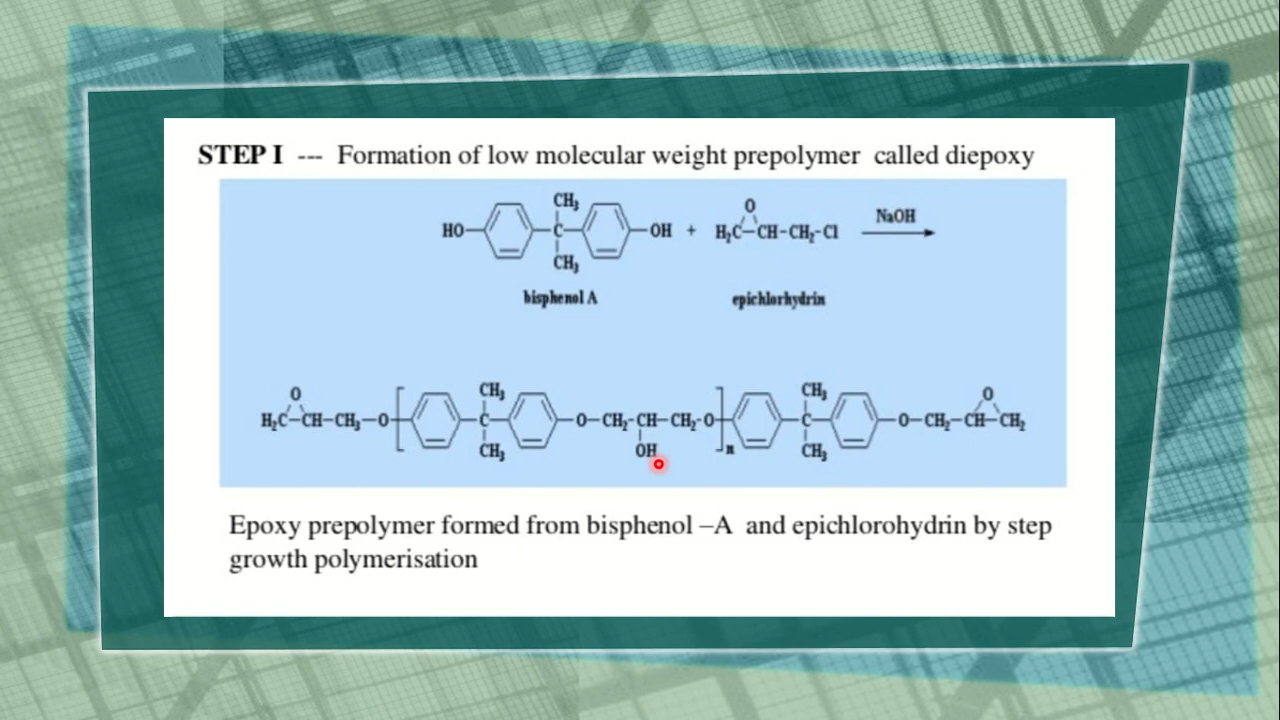 STEP I --- Formation of low molecular weight prepolymer called diepoxy
CH₃
O
NaOH
HO
C
OH + H₂C-CH-CH₂-Cl
CH₃
bisphenol A
epichlorhydrin
O
CH₃
CH₃
O
H₂C-CH-CH₂-O
C
O-CH₂-CH-CH₂-O
C
O-CH₂-CH-CH₂
CH₃
OH
n
CH₃
Epoxy prepolymer formed from bisphenol –A and epichlorohydrin by step
growth polymerisation